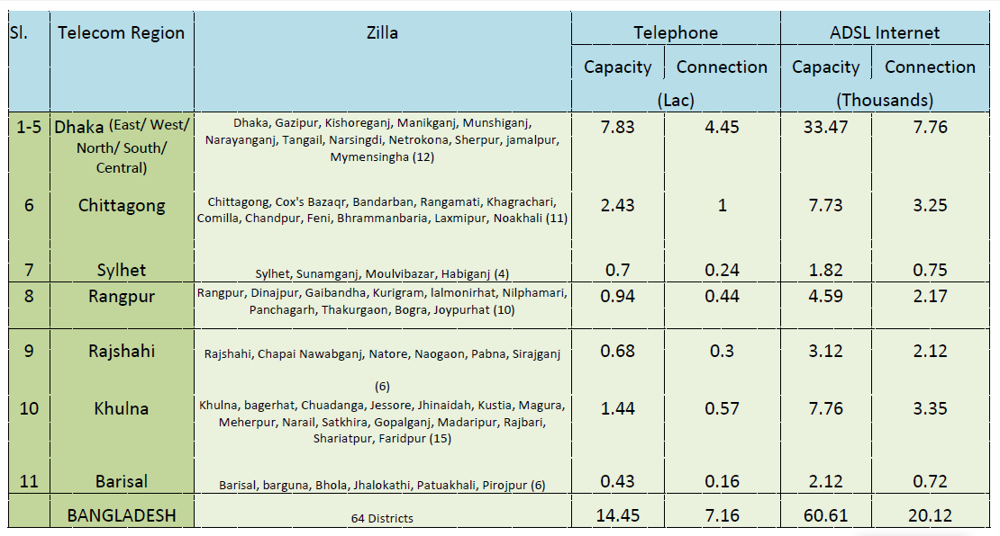 Sl. Telecom Region Zilla Telephone ADSL Internet
Capacity Connection Capacity Connection
(Lac) (Thousands)
1-5 Dhaka (East/ West/ North/ South/ Central) Dhaka, Gazipur, Kishoreganj, Manikganj, Munshiganj, Narayanganj, Tangail, Narsingdi, Netrokona, Sherpur, jamalpur, Mymensingha (12) 7.83 4.45 33.47 7.76
6 Chittagong Chittagong, Cox's Bazaqr, Bandarban, Rangamati, Khagrachari, Comilla, Chandpur, Feni, Bhrammanbaria, Laxmipur, Noakhali (11) 2.43 1 7.73 3.25
7 Sylhet Sylhet, Sunamganj, Moulvibazar, Habiganj (4) 0.7 0.24 1.82 0.75
8 Rangpur Rangpur, Dinajpur, Gaibandha, Kurigram, lalmonirhat, Nilphamari, Panchagarh, Thakurgaon, Bogra, Joypurhat (10) 0.94 0.44 4.59 2.17
9 Rajshahi Rajshahi, Chapai Nawabganj, Natore, Naogaon, Pabna, Sirajganj (6) 0.68 0.3 3.12 2.12
10 Khulna Khulna, bagerhat, Chuadanga, Jessore, Jhinaidah, Kustia, Magura, Meherpur, Narail, Satkhira, Gopalganj, Madaripur, Rajbari, Shariatpur, Faridpur (15) 1.44 0.57 7.76 3.35
11 Barisal Barisal, barguna, Bhola, Jhalokathi, Patuakhali, Pirojpur (6) 0.43 0.16 2.12 0.72
BANGLADESH 64 Districts 14.45 7.16 60.61 20.12